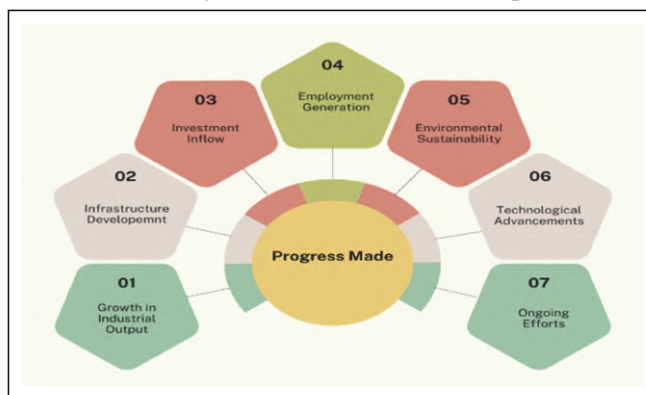 01
Growth in
Industrial
Output
02
Infrastructure
Developemnt
03
Investment
Inflow
04
Employment
Generation
05
Environmental
Sustainability
06
Technological
Advancements
07
Ongoing
Efforts
Progress Made